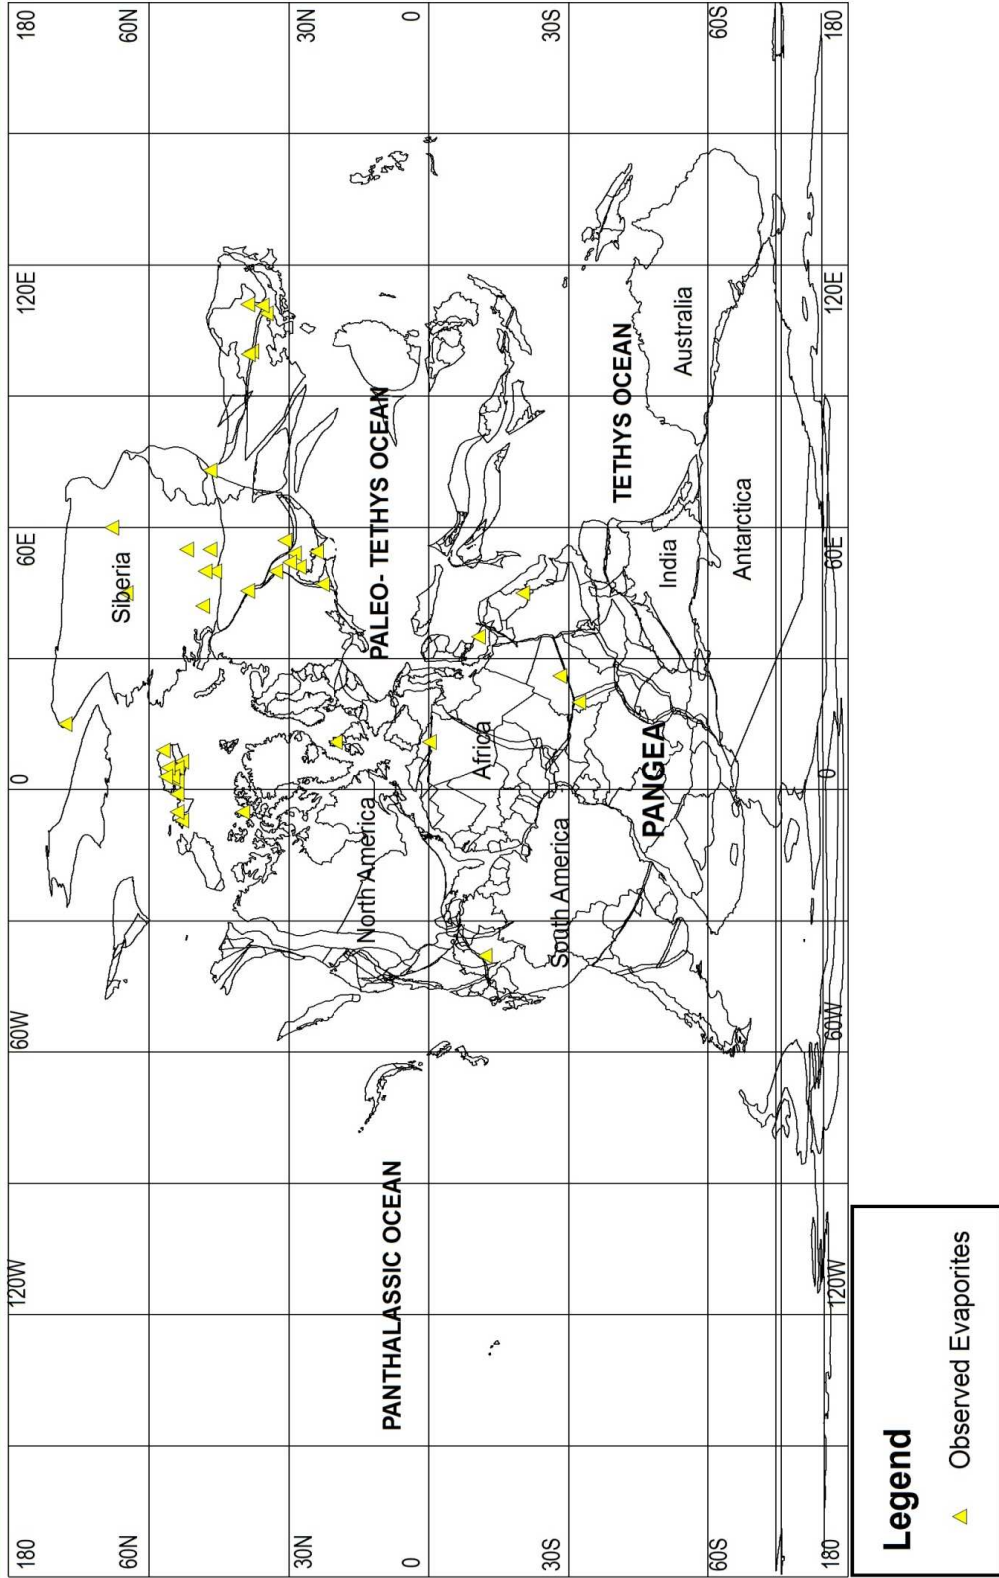 180 120W 60W 0 60E 120E 180
60N 60N
Siberia
30N 30N
North America
PALEO- TETHYS OCEAN
PANTHALASSIC OCEAN
0 0
Africa
30S 30S
South America
TETHYS OCEAN
PANGEA
India
Australia
60S 60S
Antarctica
180 120W 60W 0 60E 120E 180
Legend
Observed Evaporites